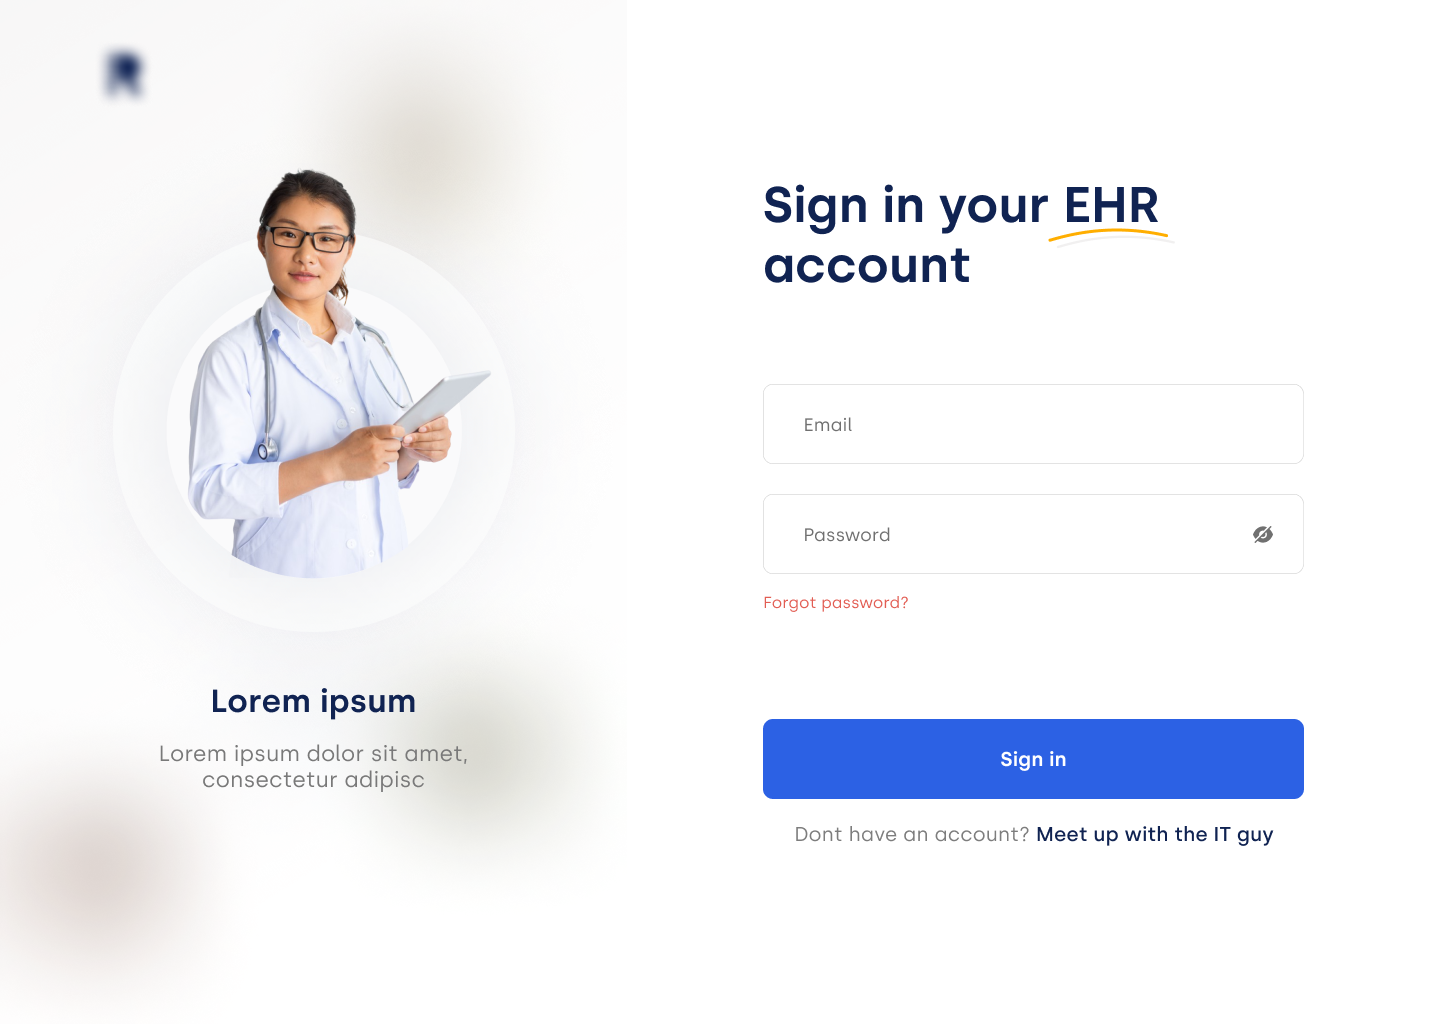 Lorem ipsum
Lorem ipsum dolor sit amet,
consectetur adipisc
Sign in your EHR
account
Email
Password
Forgot password?
Sign in
Dont have an account? Meet up with the IT guy